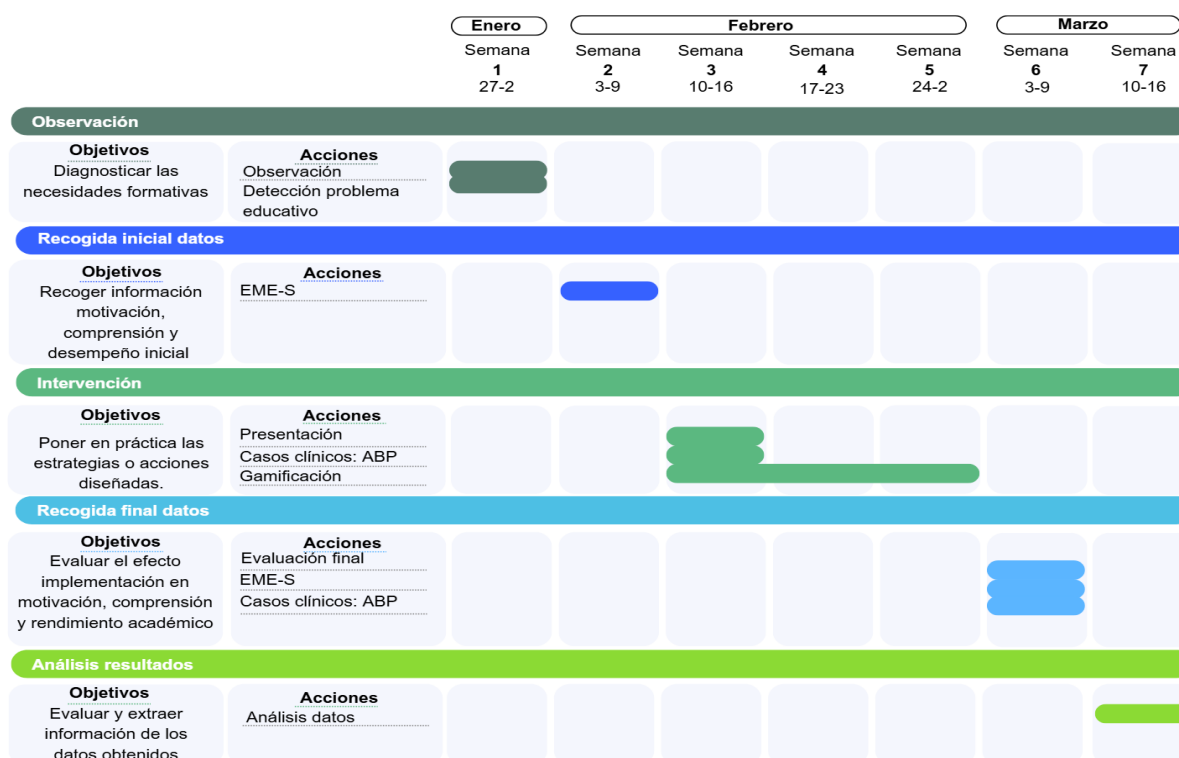 Enero Febrero Marzo
Semana Semana Semana Semana Semana Semana Semana
1 2 3 4 5 6 7
27-2 3-9 10-16 17-23 24-2 3-9 10-16
Observación
Objetivos
Diagnosticar las
necesidades formativas
Acciones
Observación
Detección problema
educativo
Recogida inicial datos
Objetivos
Recoger información
motivación,
comprensión y
desempeño inicial
Acciones
EME-S
Intervención
Objetivos
Poner en práctica las
estrategias o acciones
diseñadas.
Acciones
Presentación
Casos clínicos: ABP
Gamificación
Recogida final datos
Objetivos
Evaluar el efecto
implementación en
motivación, comprensión
y rendimiento académico
Acciones
Evaluación final
EME-S
Casos clínicos: ABP
Análisis resultados
Objetivos
Evaluar y extraer
información de los
datos obtenidos
Acciones
Análisis datos